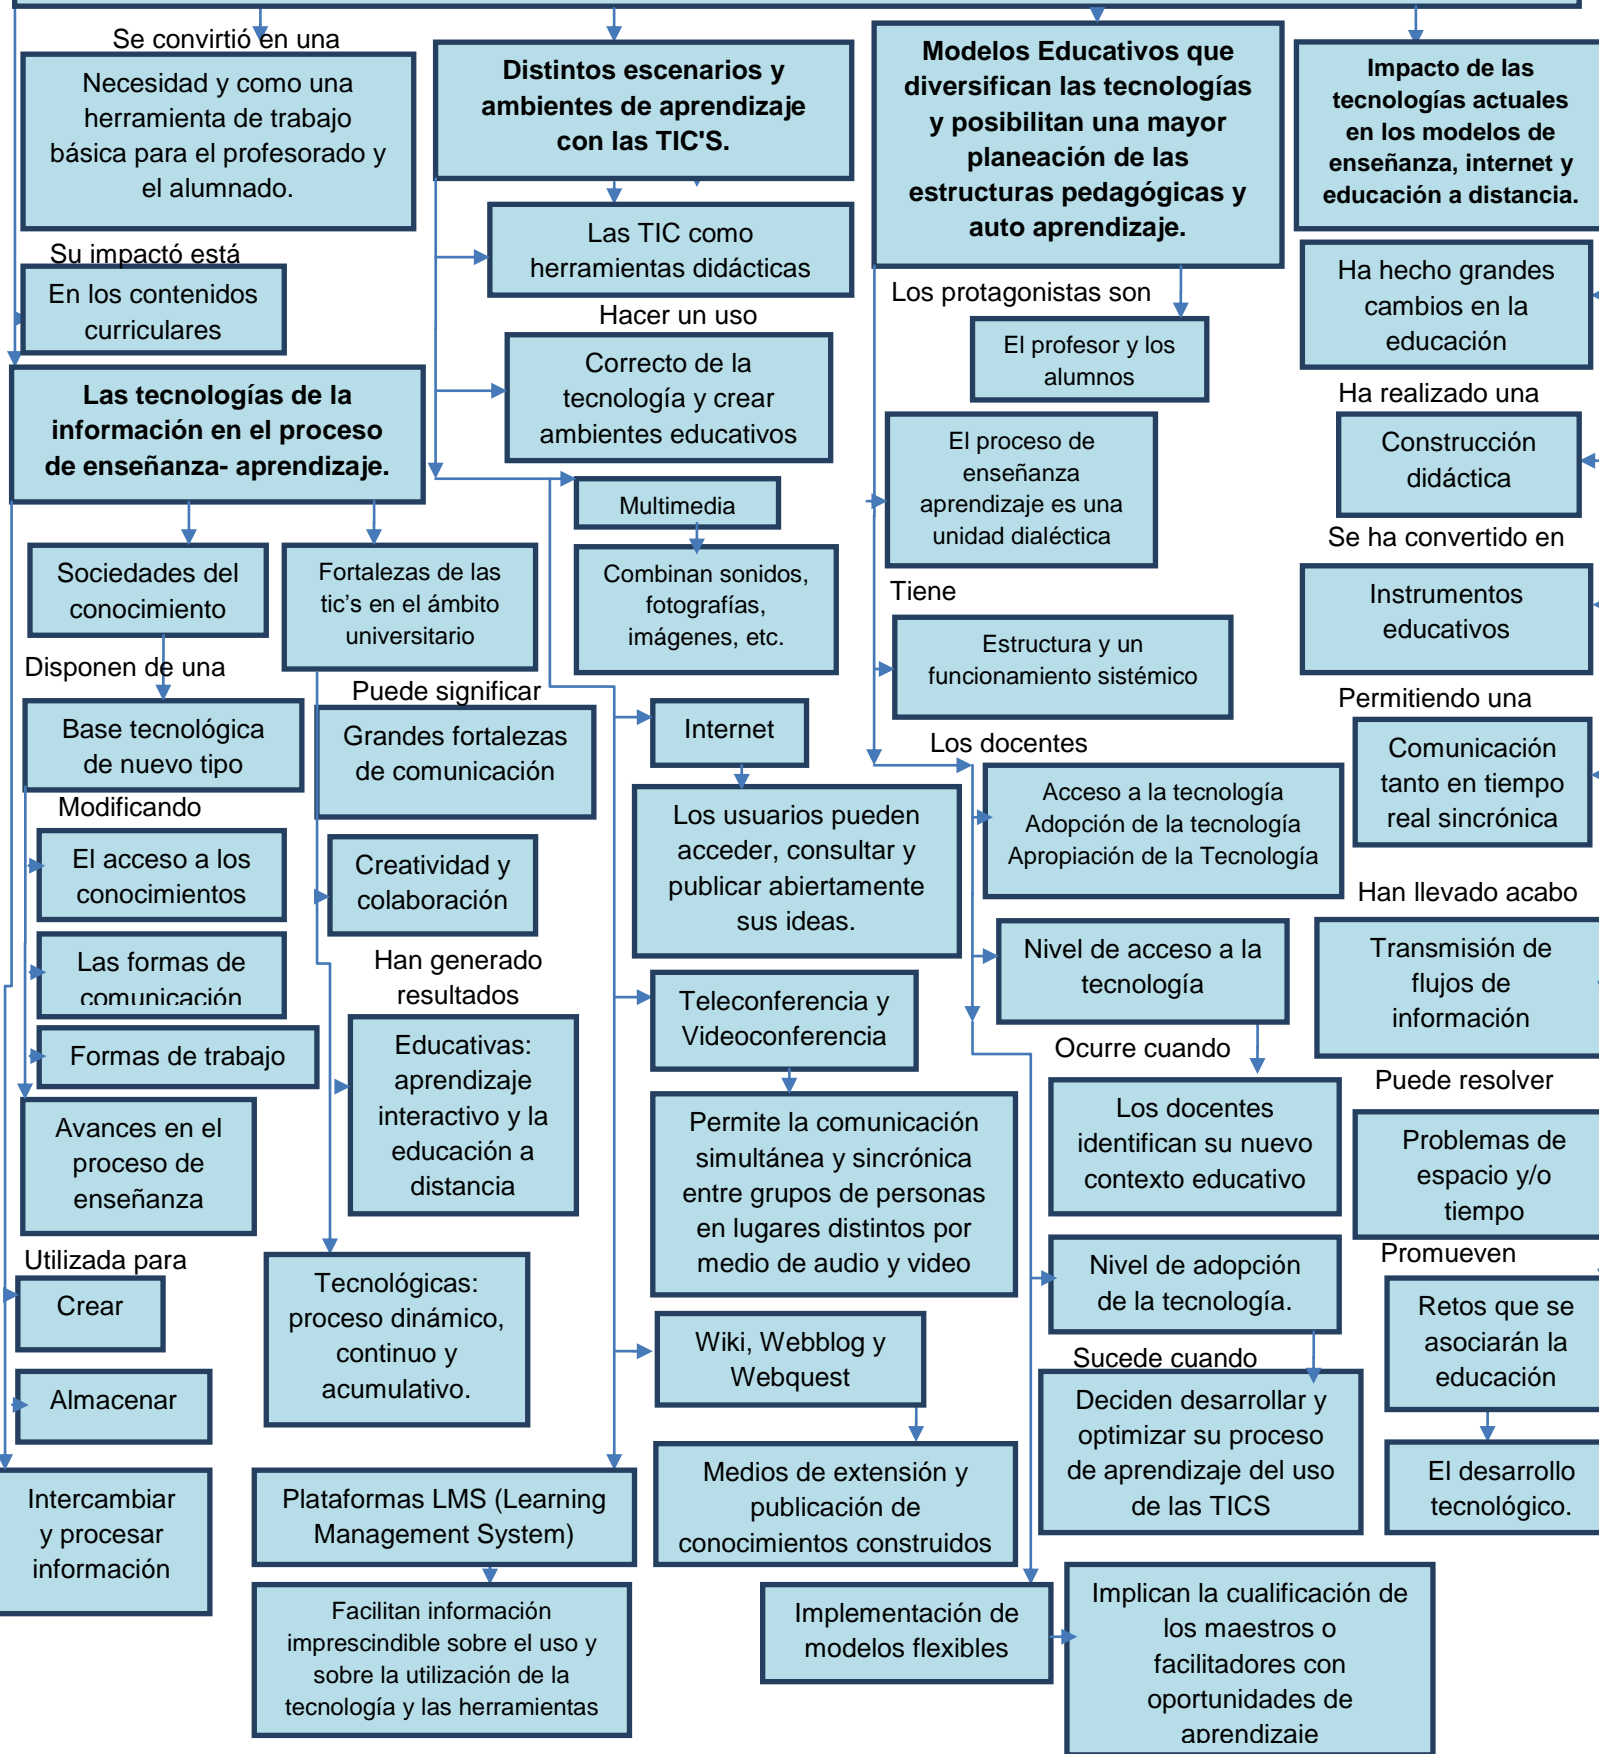 Se convirtió en una
Necesidad y como una
herramienta de trabajo
básica para el profesorado y
el alumnado.
Su impactó está
En los contenidos
curriculares
Las tecnologías de la
información en el proceso
de enseñanza- aprendizaje.
Sociedades del
conocimiento
Disponen de una
Base tecnológica
de nuevo tipo
Modificando
El acceso a los
conocimientos
Las formas de
comunicación
Formas de trabajo
Avances en el
proceso de
enseñanza
Utilizada para
Crear
Almacenar
Intercambiar
y procesar
información
Fortalezas de las
tic's en el ámbito
universitario
Puede significar
Grandes fortalezas
de comunicación
Creatividad y
colaboración
Han generado
resultados
Educativas:
aprendizaje
interactivo y la
educación a
distancia
Tecnológicas:
proceso dinámico,
continuo y
acumulativo.
Distintos escenarios y
ambientes de aprendizaje
con las TIC'S.
Las TIC como
herramientas didácticas
Hacer un uso
Correcto de la
tecnología y crear
ambientes educativos
Multimedia
Combinan sonidos,
fotografías,
imágenes, etc.
Internet
Los usuarios pueden
acceder, consultar y
publicar abiertamente
sus ideas.
Teleconferencia y
Videoconferencia
Permite la comunicación
simultánea y sincrónica
entre grupos de personas
en lugares distintos por
medio de audio y video
Wiki, Webblog y
Webquest
Medios de extensión y
publicación de
conocimientos construidos
Plataformas LMS (Learning
Management System)
Facilitan información
imprescindible sobre el uso y
sobre la utilización de la
tecnología y las herramientas
Modelos Educativos que
diversifican las tecnologías
y posibilitan una mayor
planeación de las
estructuras pedagógicas y
auto aprendizaje.
Los protagonistas son
El profesor y los
alumnos
El proceso de
enseñanza
aprendizaje es una
unidad dialéctica
Tiene
Estructura y un
funcionamiento sistémico
Los docentes
Acceso a la tecnología
Adopción de la tecnología
Apropiación de la Tecnología
Nivel de acceso a la
tecnología
Ocurre cuando
Los docentes
identifican su nuevo
contexto educativo
Nivel de adopción
de la tecnología.
Sucede cuando
Deciden desarrollar y
optimizar su proceso
de aprendizaje del uso
de las TICS
Implementación de
modelos flexibles
Implican la cualificación de
los maestros o
facilitadores con
oportunidades de
aprendizaje
Impacto de las
tecnologías actuales
en los modelos de
enseñanza, internet y
educación a distancia.
Ha hecho grandes
cambios en la
educación
Ha realizado una
Construcción
didáctica
Se ha convertido en
Instrumentos
educativos
Permitiendo una
Comunicación
tanto en tiempo
real sincrónica
Han llevado acabo
Transmisión de
flujos de
información
Puede resolver
Problemas de
espacio y/o
tiempo
Promueven
Retos que se
asociarán la
educación
El desarrollo
tecnológico.